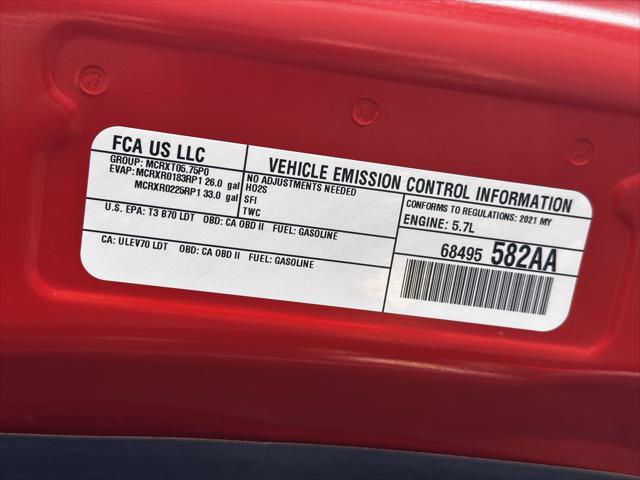 FCA US LLC
GROUP: MCRXT05.75P0
EVAP: MCRXR0183RP1 26.0 gal
MCRXR0225RP1 33.0 gal
VEHICLE EMISSION CONTROL INFORMATION
NO ADJUSTMENTS NEEDED
HO2S
SFI
TWC
CONFORMS TO REGULATIONS: 2021 MY
ENGINE: 5.7L
U.S. EPA: T3 B70 LDT OBD: CA OBD II FUEL: GASOLINE
CA: ULEV70 LDT OBD: CA OBD II FUEL: GASOLINE
68495 582AA